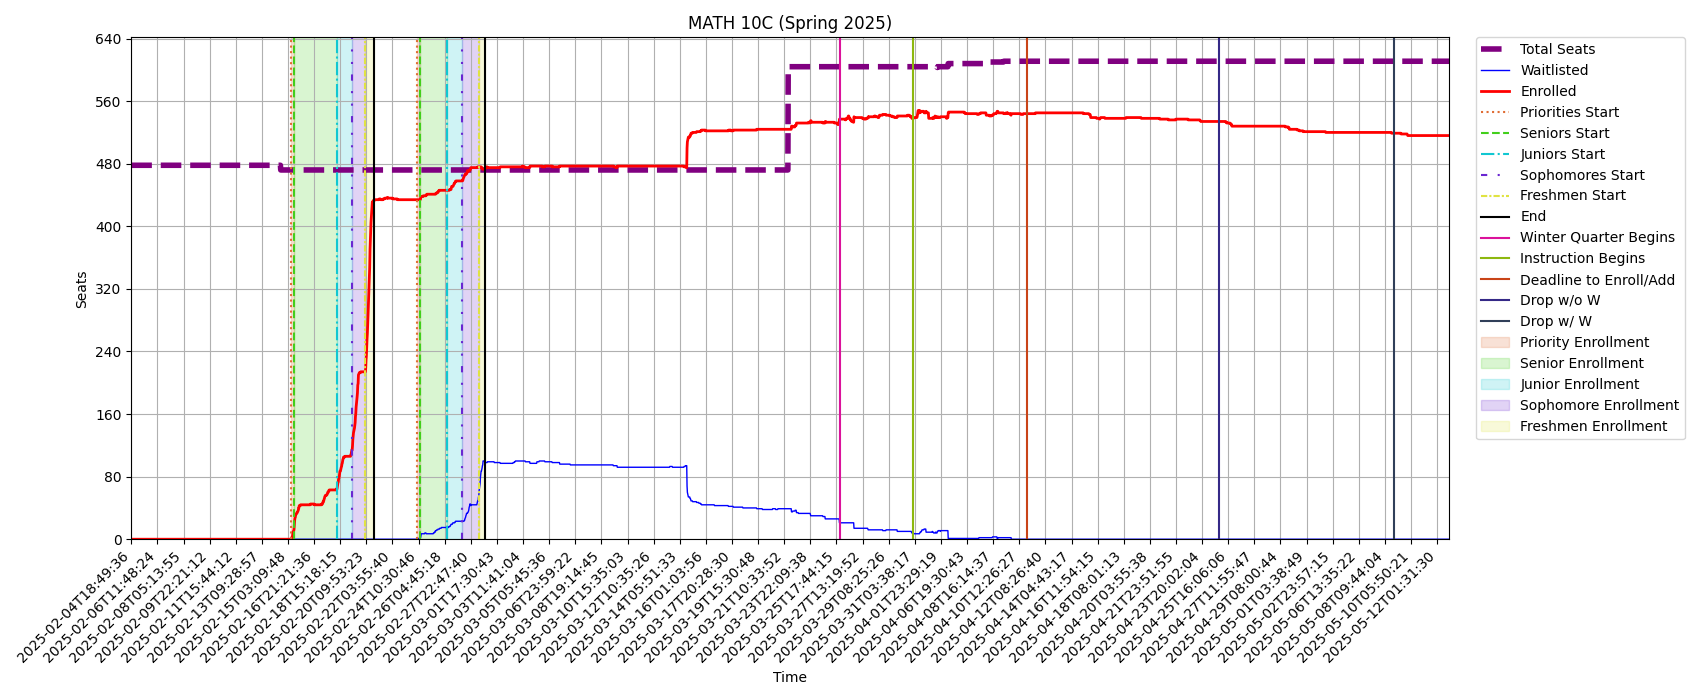 MATH 10C (Spring 2025)
640
560
480
400
320
240
160
80
0
Seats
2025-02-04T18:49:36
2025-02-06T11:48:24
2025-02-08T05:13:55
2025-02-09T22:21:12
2025-02-11T15:44:12
2025-02-13T09:28:57
2025-02-15T03:09:48
2025-02-16T21:21:36
2025-02-18T15:18:15
2025-02-20T09:53:23
2025-02-22T03:55:40
2025-02-24T10:30:46
2025-02-26T04:45:18
2025-02-27T22:47:40
2025-03-01T17:30:43
2025-03-03T11:41:04
2025-03-05T05:45:36
2025-03-06T23:59:22
2025-03-08T19:14:45
2025-03-10T15:35:03
2025-03-12T10:35:26
2025-03-14T05:51:33
2025-03-16T01:03:56
2025-03-17T20:28:30
2025-03-19T15:30:48
2025-03-21T10:33:52
2025-03-23T22:09:38
2025-03-25T17:44:15
2025-03-27T13:19:52
2025-03-29T08:25:26
2025-03-31T03:38:17
2025-04-01T23:29:19
2025-04-06T19:30:43
2025-04-08T16:14:37
2025-04-10T12:26:27
2025-04-12T08:26:40
2025-04-14T04:43:17
2025-04-16T11:54:15
2025-04-18T08:01:13
2025-04-20T03:55:38
2025-04-21T23:51:55
2025-04-23T20:02:04
2025-04-25T16:06:06
2025-04-27T11:55:47
2025-04-29T08:00:44
2025-05-01T03:38:49
2025-05-02T23:57:15
2025-05-06T13:35:22
2025-05-08T09:44:04
2025-05-10T05:50:21
2025-05-12T01:31:30
Time
Total Seats
Waitlisted
Enrolled
Priorities Start
Seniors Start
Juniors Start
Sophomores Start
Freshmen Start
End
Winter Quarter Begins
Instruction Begins
Deadline to Enroll/Add
Drop w/o W
Drop w/ W
Priority Enrollment
Senior Enrollment
Junior Enrollment
Sophomore Enrollment
Freshmen Enrollment